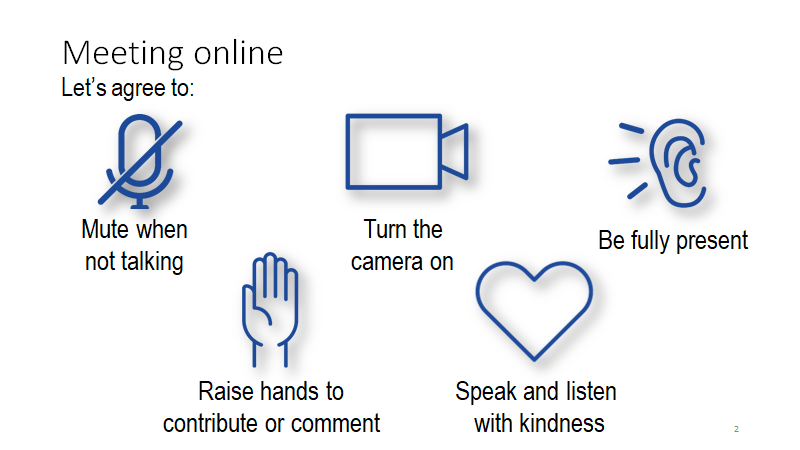 Meeting online
Let's agree to:
Mute when
not talking
Turn the
camera on
Be fully present
Raise hands to
contribute or comment
Speak and listen
with kindness
2